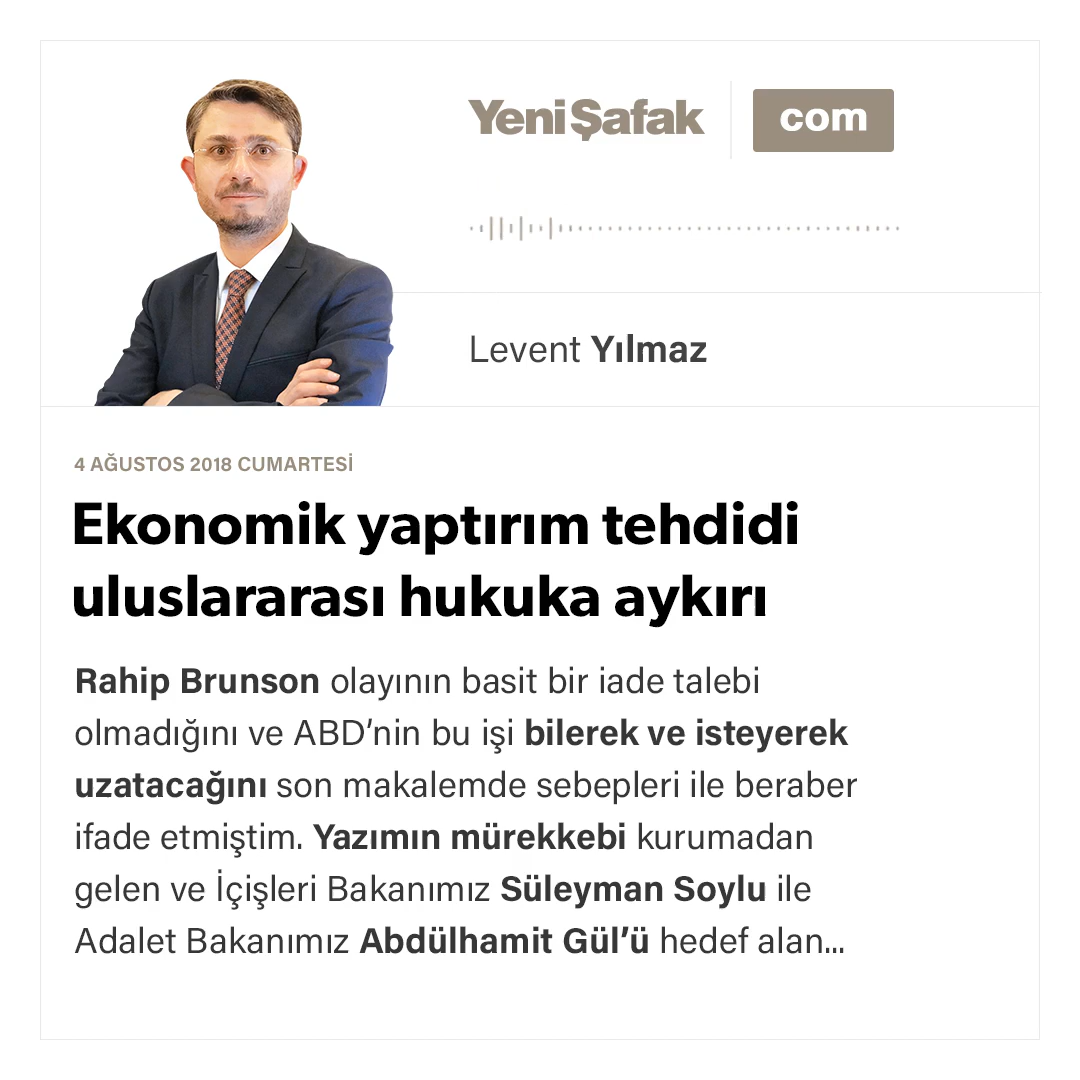 YeniŞafak com
Levent Yılmaz
4 AĞUSTOS 2018 CUMARTESİ
Ekonomik yaptırım tehdidi
uluslararası hukuka aykırı
Rahip Brunson olayının basit bir iade talebi
olmadığını ve ABD’nin bu işi bilerek ve isteyerek
uzatacağını son makalemde sebepleri ile beraber
ifade etmiştim. Yazımın mürekkebi kurumadan
gelen ve İçişleri Bakanımız Süleyman Soylu ile
Adalet Bakanımız Abdülhamit Gül’ü hedef alan...